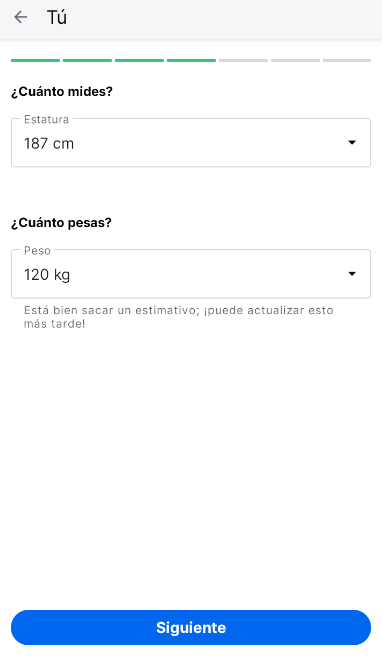 Tú
¿Cuánto mides?
Estatura
187 cm
¿Cuánto pesas?
Peso
120 kg
Está bien sacar un estimativo; ¡puede actualizar esto
más tarde!
Siguiente